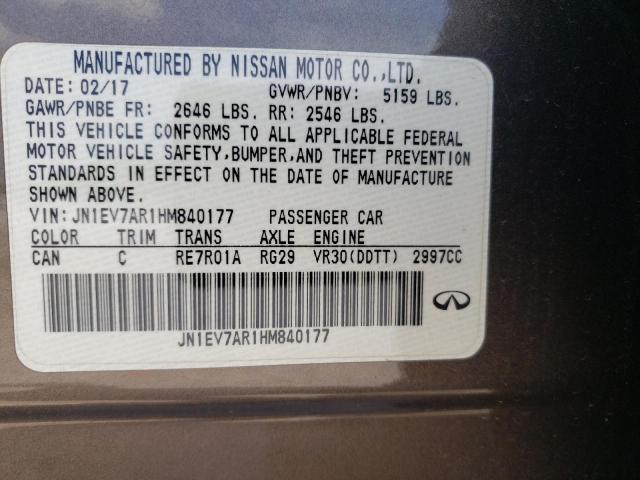 MANUFACTURED BY NISSAN MOTOR CO.,LTD.
DATE: 02/17 GVWR/PNBV: 5159 LBS.
GAWR/PNBE FR: 2646 LBS. RR: 2546 LBS.
THIS VEHICLE CONFORMS TO ALL APPLICABLE FEDERAL
MOTOR VEHICLE SAFETY,BUMPER,AND THEFT PREVENTION
STANDARDS IN EFFECT ON THE DATE OF MANUFACTURE
SHOWN ABOVE.
VIN:JN1EV7AR1HM840177 PASSENGER CAR
COLOR TRIM TRANS AXLE ENGINE
CAN C RE7R01A RG29 VR30(DDTT) 2997CC
JN1EV7AR1HM840177